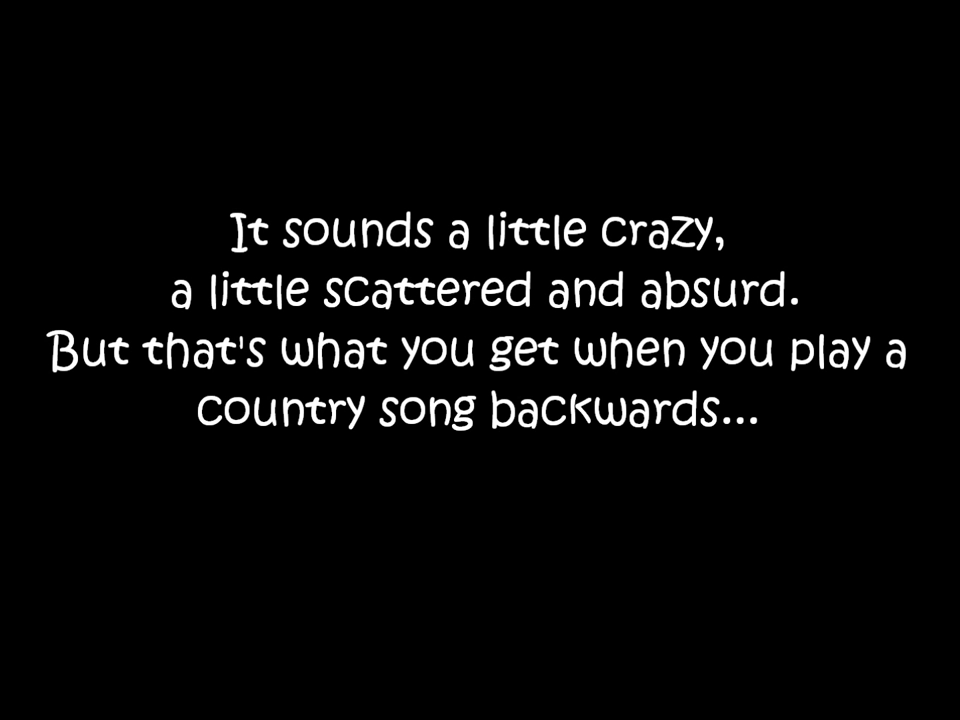 It sounds a little crazy,
a little scattered and absurd.
But that's what you get when you play a
country song backwards...